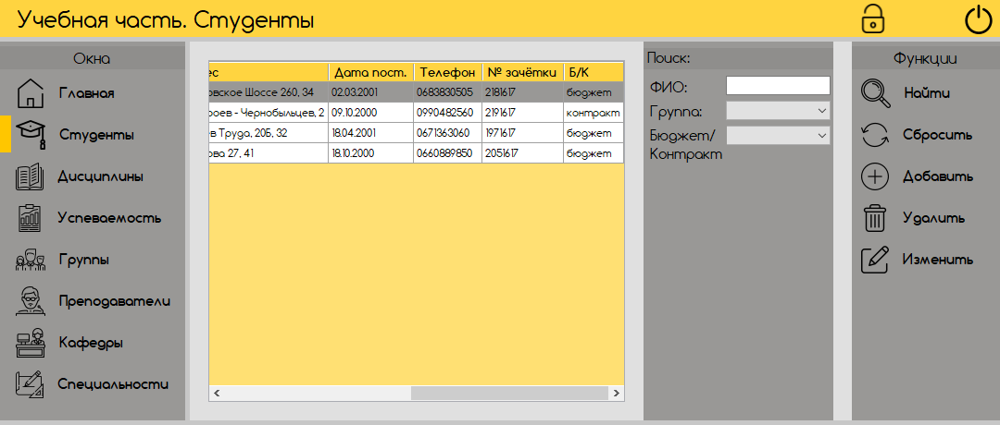 Учебная часть. Студенты
Окна
Главная
Студенты
Дисциплины
Успеваемость
Группы
Преподаватели
Кафедры
Специальности
ес Дата пост. Телефон № зачётки Б/К
овское Шоссе 260, 34 02.03.2001 0683830505 2181617 бюджет
роев - Чернобыльцев, 2 09.10.2000 0990482560 2191617 контракт
ев Труда, 20Б, 32 18.04.2001 0671363060 1971617 бюджет
ова 27, 41 18.10.2000 0660889850 2051617 бюджет
Поиск:
ФИО:
Группа:
Бюджет/
Контракт
Функции
Найти
Сбросить
Добавить
Удалить
Изменить